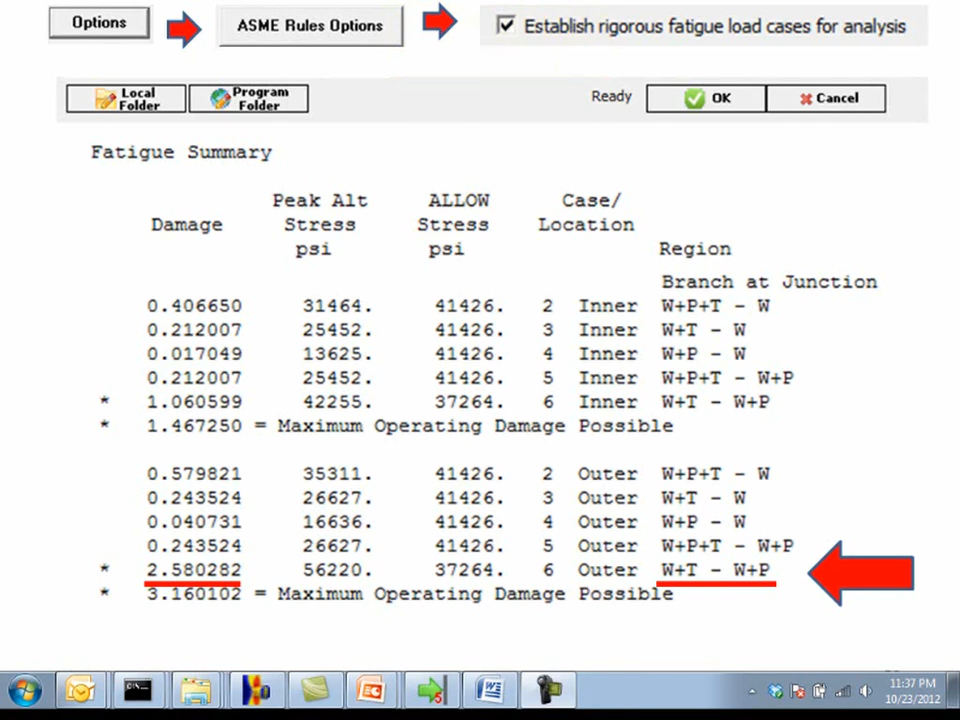 Options ASME Rules Options Establish rigorous fatigue load cases for analysis
Local Folder Program Folder Ready OK Cancel
Fatigue Summary
Peak Alt ALLOW Case/
Damage Stress Stress Location
psi psi Region
Branch at Junction
0.406650 31464. 41426. 2 Inner W+P+T - W
0.212007 25452. 41426. 3 Inner W+T - W
0.017049 13625. 41426. 4 Inner W+P - W
0.212007 25452. 41426. 5 Inner W+P+T - W+P
* 1.060599 42255. 37264. 6 Inner W+T - W+P
* 1.467250 = Maximum Operating Damage Possible
0.579821 35311. 41426. 2 Outer W+P+T - W
0.243524 26627. 41426. 3 Outer W+T - W
0.040731 16636. 41426. 4 Outer W+P - W
0.243524 26627. 41426. 5 Outer W+P+T - W+P
* 2.580282 56220. 37264. 6 Outer W+T - W+P
* 3.160102 = Maximum Operating Damage Possible
11:37 PM
10/23/2012